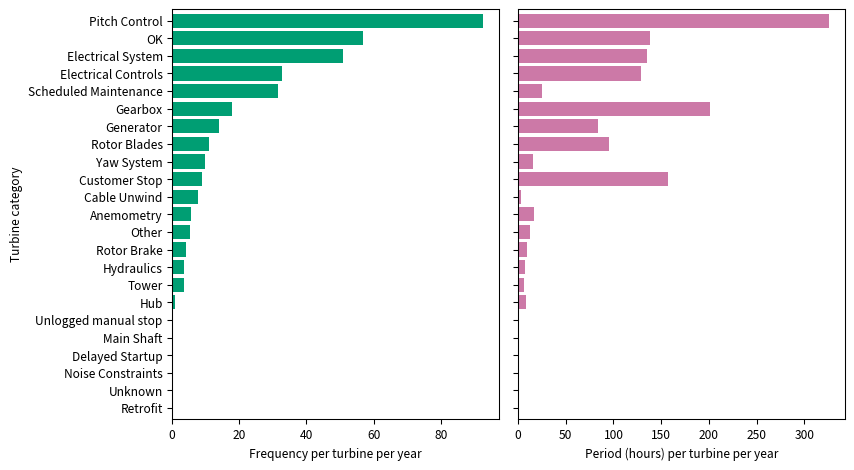 Turbine category
Pitch Control
OK
Electrical System
Electrical Controls
Scheduled Maintenance
Gearbox
Generator
Rotor Blades
Yaw System
Customer Stop
Cable Unwind
Anemometry
Other
Rotor Brake
Hydraulics
Tower
Hub
Unlogged manual stop
Main Shaft
Delayed Startup
Noise Constraints
Unknown
Retrofit
0 20 40 60 80
Frequency per turbine per year
0 50 100 150 200 250 300
Period (hours) per turbine per year